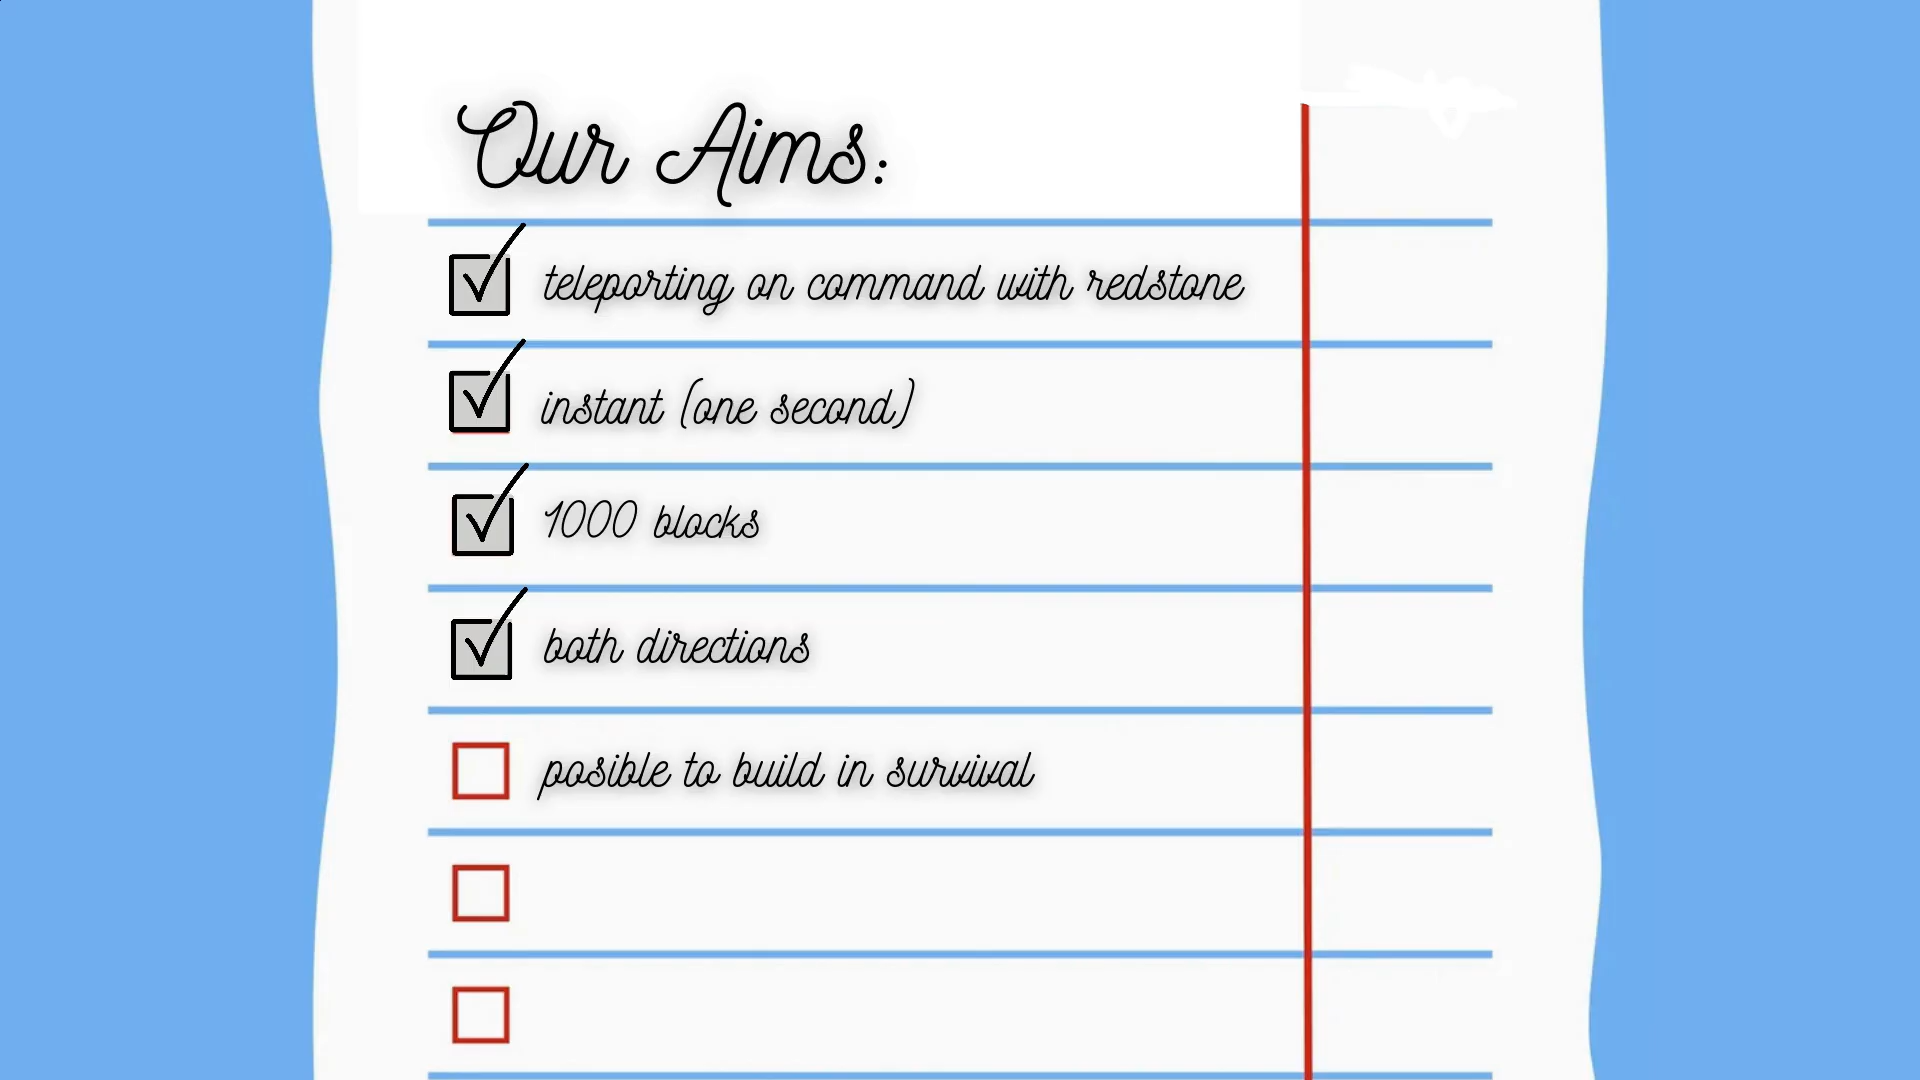 Our Aims:
teleporting on command with redstone
instant (one second)
1000 blocks
both directions
posible to build in survival